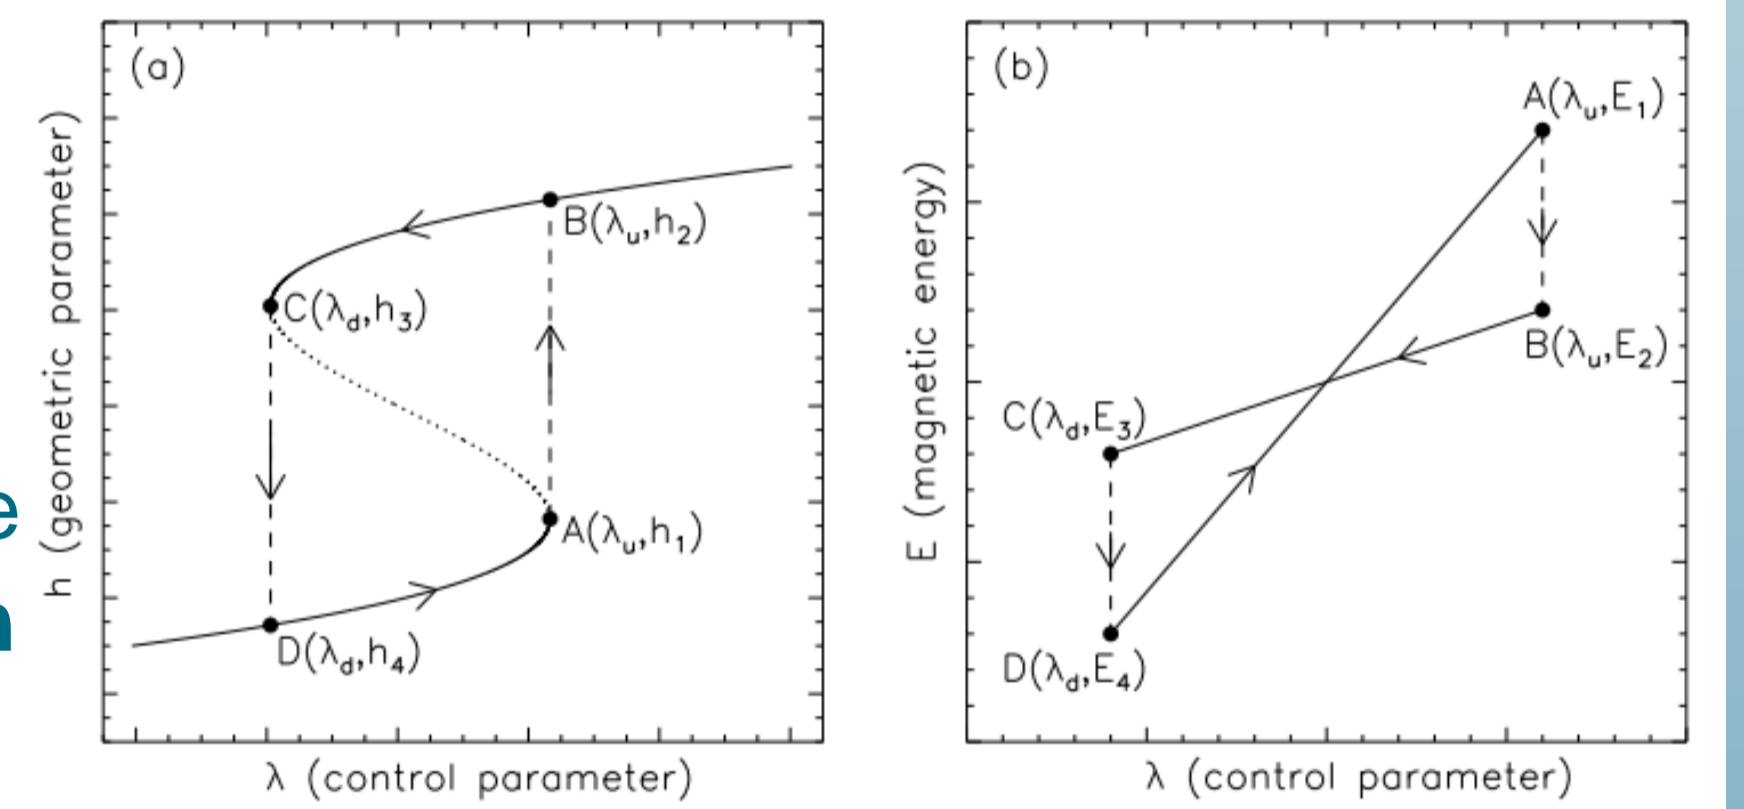 (a)
h (geometric parameter)
B(λu,h2)
C(λd,h3)
A(λu,h1)
D(λd,h4)
λ (control parameter)
(b)
E (magnetic energy)
A(λu,E1)
B(λu,E2)
C(λd,E3)
D(λd,E4)
λ (control parameter)
e
n